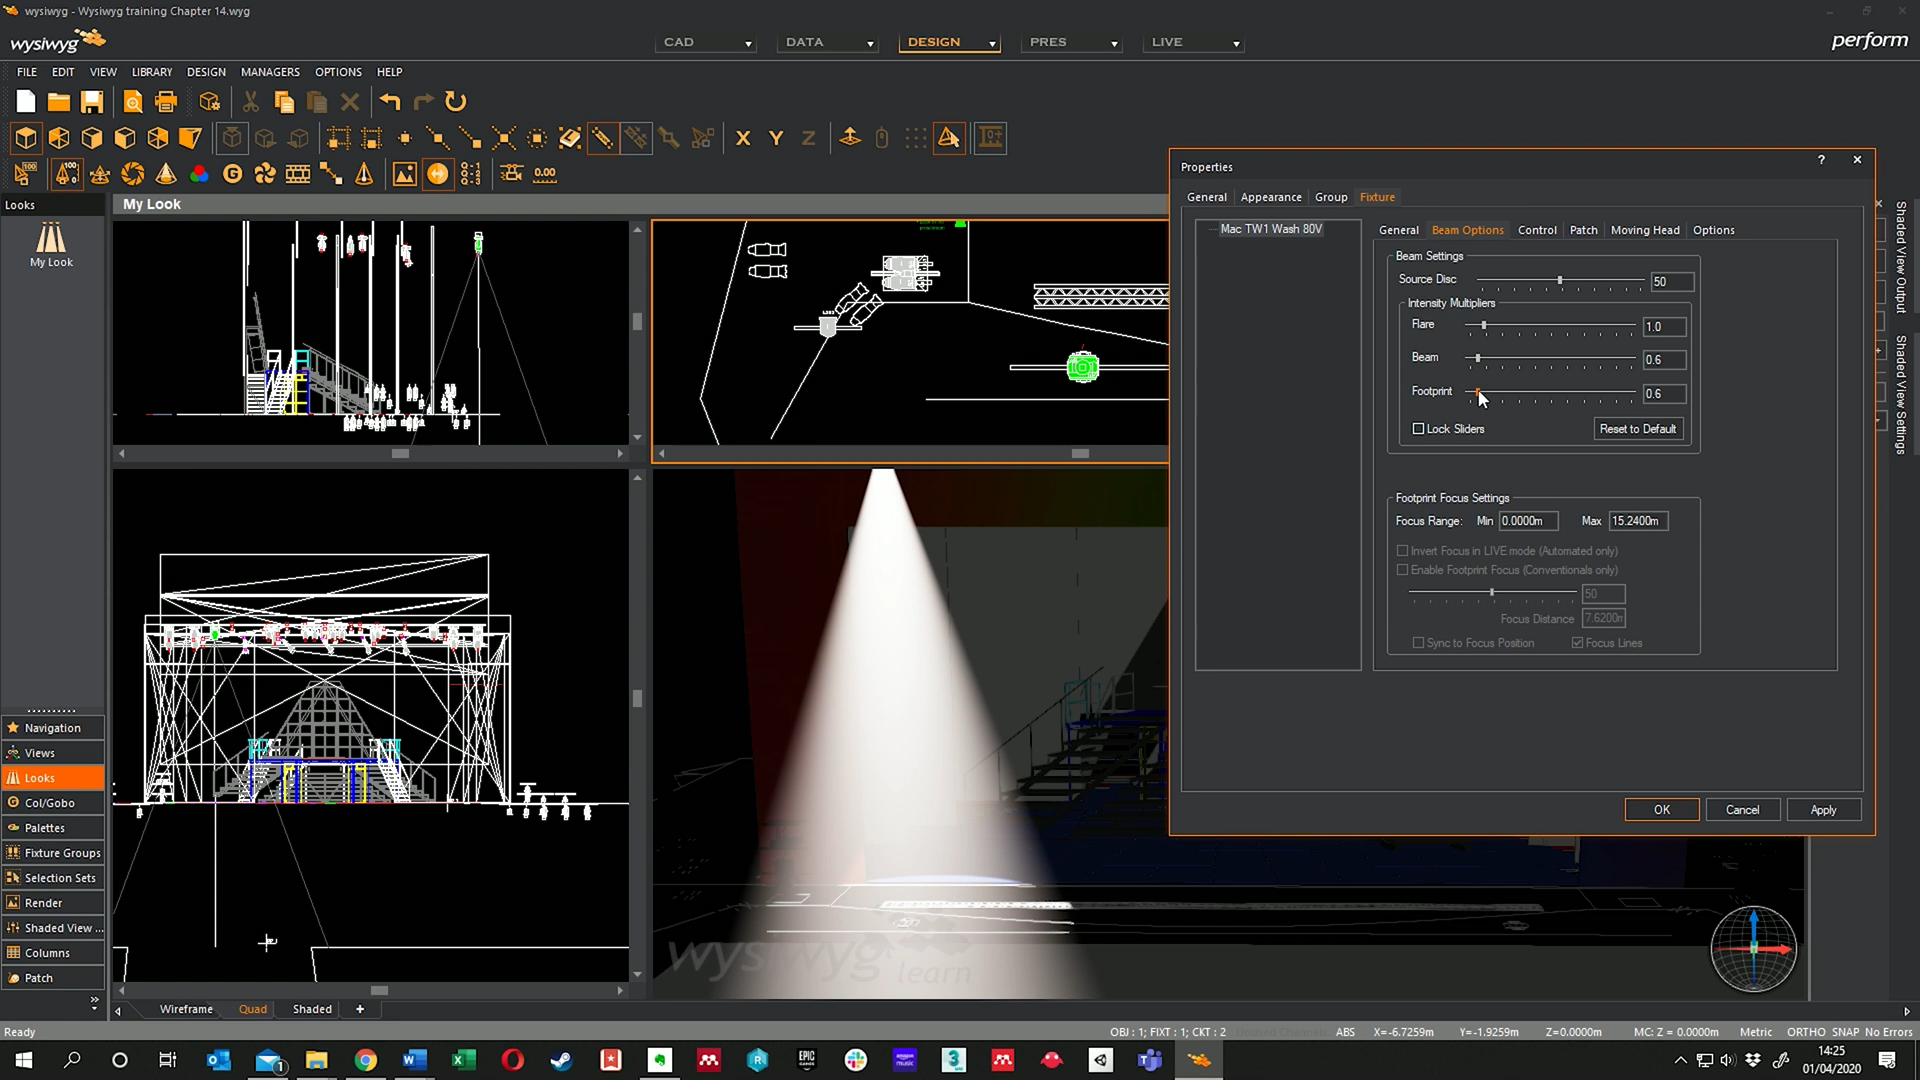 wysiwyg - Wysiwyg training Chapter 14.wyg
wysiwyg
CAD
DATA
DESIGN
PRES
LIVE
perform
FILE EDIT VIEW LIBRARY DESIGN MANAGERS OPTIONS HELP
X Y Z
0.00
Looks
My Look
My Look
Properties
General Appearance Group Fixture
Mac TW1 Wash 80V
General Beam Options Control Patch Moving Head Options
Beam Settings
Source Disc 50
Intensity Multipliers
Flare 1.0
Beam 0.6
Footprint 0.6
Lock Sliders
Reset to Default
Footprint Focus Settings
Focus Range: Min 0.0000m Max 15.2400m
Invert Focus in LIVE mode (Automated only)
Enable Footprint Focus (Conventionals only)
50
Focus Distance 7.6200m
Sync to Focus Position Focus Lines
OK Cancel Apply
Shaded View Output
Shaded View Settings
Navigation
Views
Looks
Col/Gobo
Palettes
Fixture Groups
Selection Sets
Render
Shaded View ...
Columns
Patch
wysiwyg
learn
Wireframe Quad Shaded +
Ready
OBJ : 1; FIXT : 1; CKT : 2
ABS X=-6.7259m Y=-1.9259m Z=0.0000m MC: Z = 0.0000m Metric ORTHO SNAP No Errors
14:25
01/04/2020